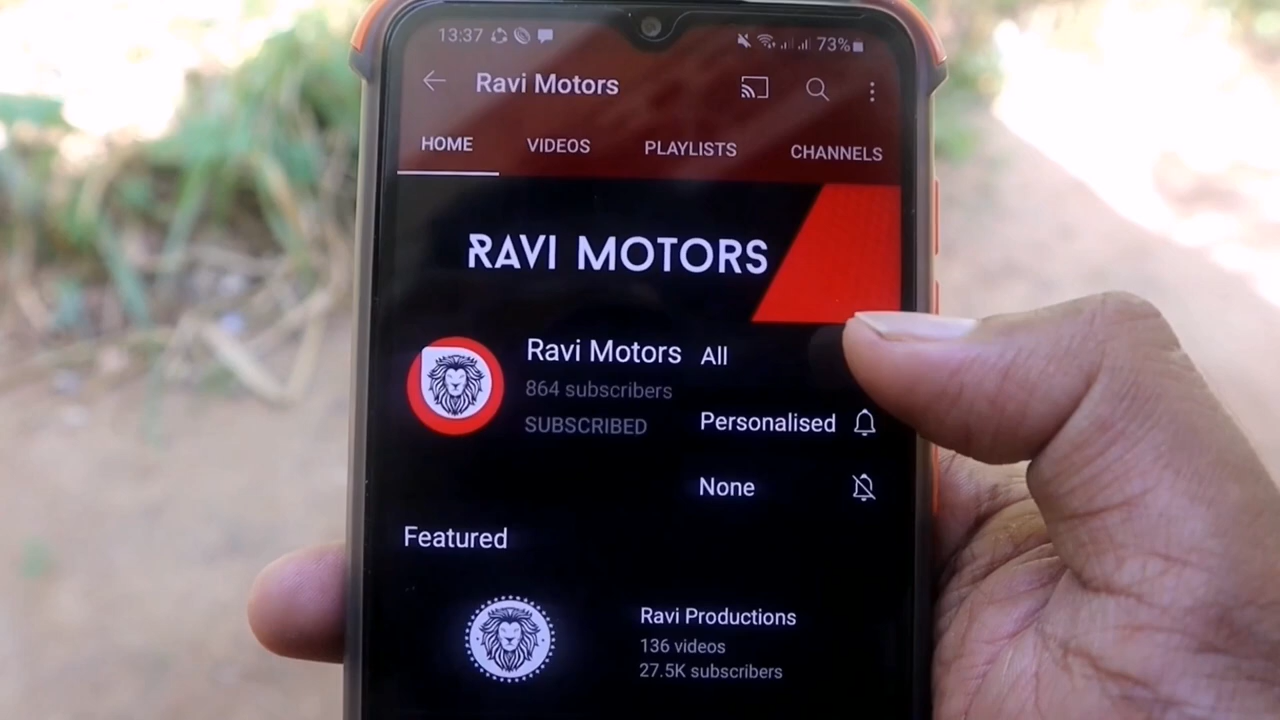 13:37 73%
Ravi Motors
HOME VIDEOS PLAYLISTS CHANNELS
RAVI MOTORS
Ravi Motors
864 subscribers
SUBSCRIBED
All
Personalised
None
Featured
Ravi Productions
136 videos
27.5K subscribers